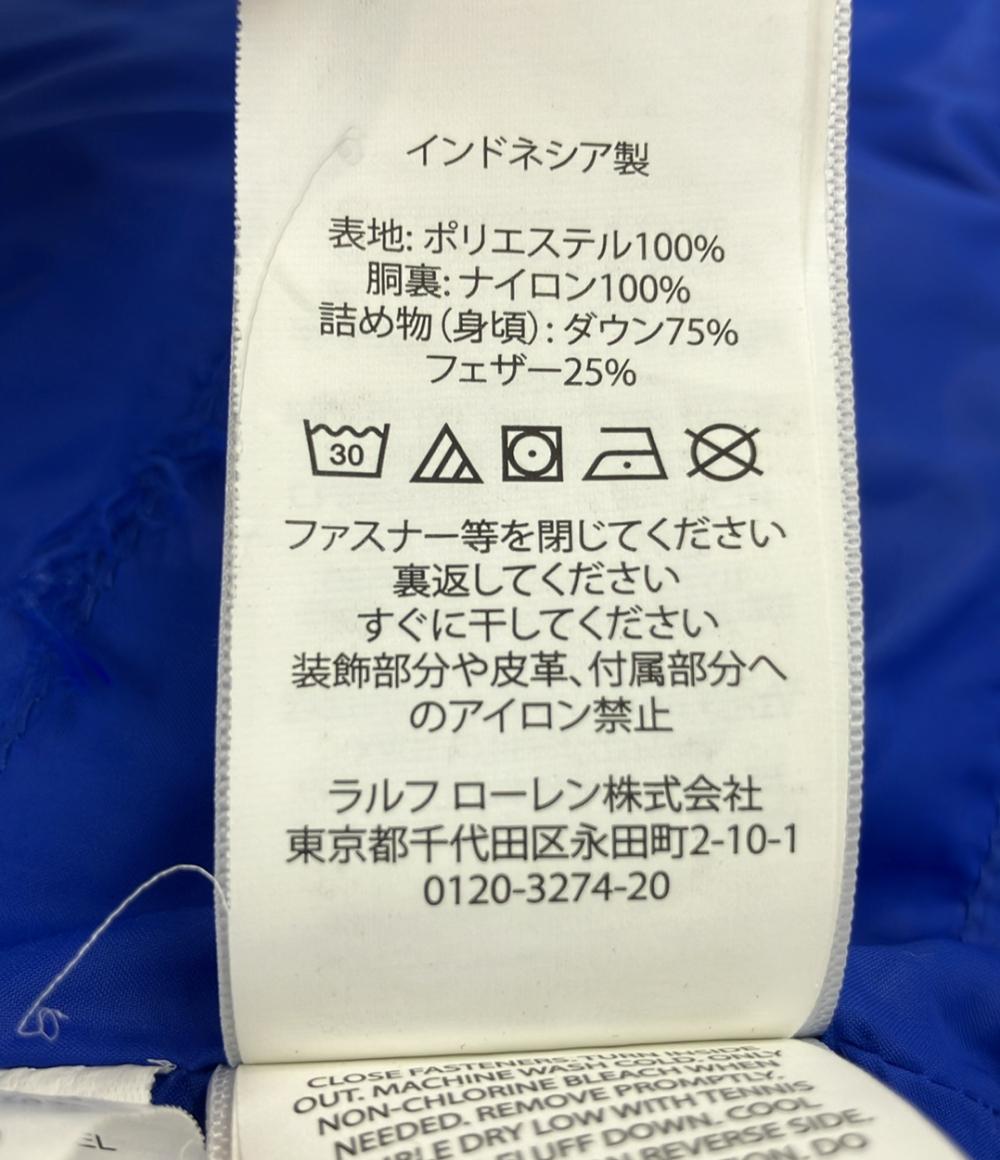 インドネシア製
表地: ポリエステル100%
胴裏: ナイロン100%
詰め物 (身頃) : ダウン75%
フェザー25%
30
ファスナー等を閉じてください
裏返してください
すぐに干してください
装飾部分や皮革、付属部分へ
のアイロン禁止
ラルフ ローレン株式会社
東京都千代田区永田町2-10-1
0120-3274-20
CLOSE FASTENERS. TURN INSIDE
OUT. MACHINE WASH COLD. ONLY
NON-CHLORINE BLEACH WHEN
NEEDED. REMOVE PROMPTLY.
DRY LOW WITH TENNIS
FLUFF DOWN. COOL
REVERSE SIDE.
DO